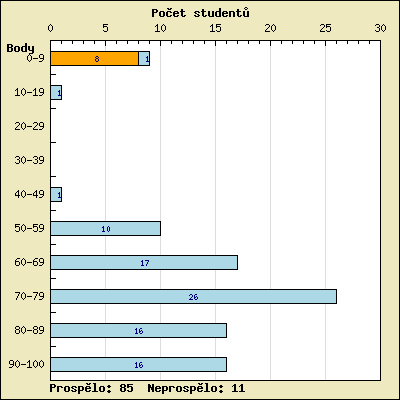 Počet studentů
0 5 10 15 20 25 30
Body
0-9 8 1
10-19 1
20-29
30-39
40-49 1
50-59 10
60-69 17
70-79 26
80-89 16
90-100 16
Prospělo: 85 Neprospělo: 11